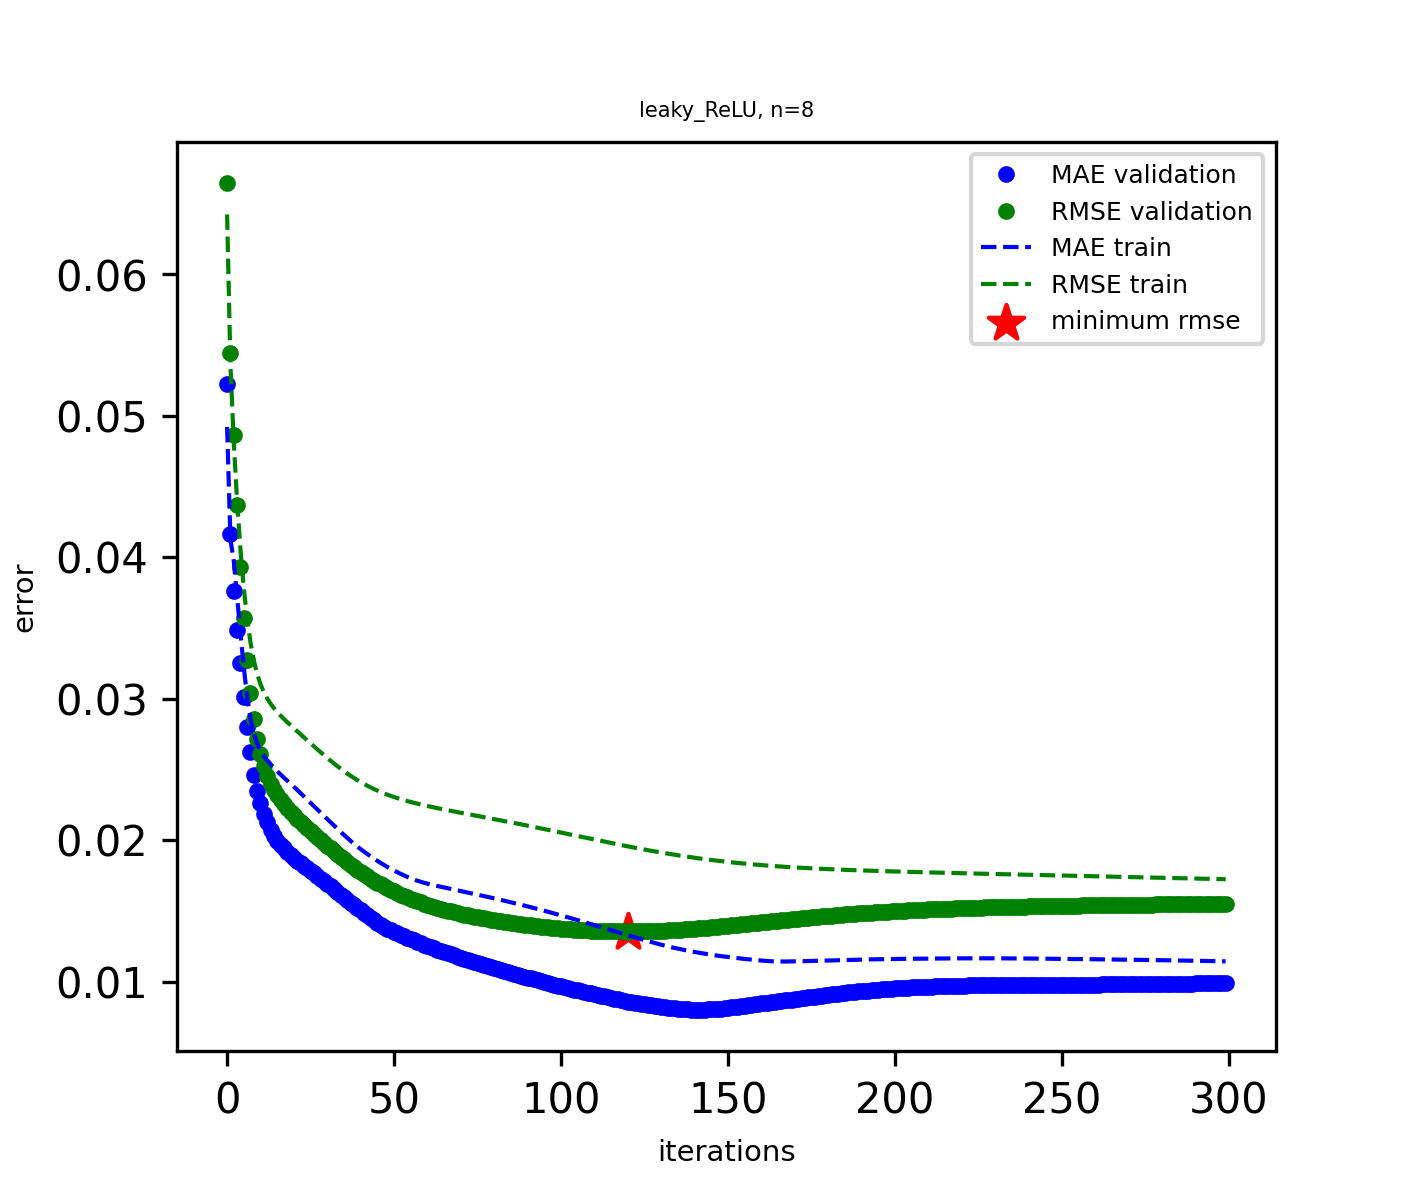 leaky_ReLU, n=8
MAE validation
RMSE validation
MAE train
RMSE train
minimum rmse
0.06
0.05
0.04
0.03
0.02
0.01
error
0 50 100 150 200 250 300
iterations